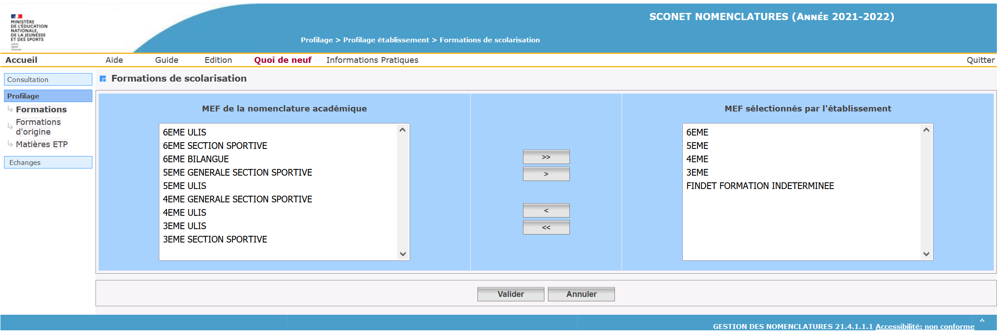 MINISTÈRE
DE L'ÉDUCATION
NATIONALE,
DE LA JEUNESSE
ET DES SPORTS
Liberté
Égalité
Fraternité
SCONET NOMENCLATURES (ANNÉE 2021-2022)
Profilage > Profilage établissement > Formations de scolarisation
Accueil Aide Guide Edition Quoi de neuf Informations Pratiques Quitter
Consultation
Profilage
Formations
Formations
d'origine
Matières ETP
Echanges
Formations de scolarisation
MEF de la nomenclature académique
6EME ULIS
6EME SECTION SPORTIVE
6EME BILANGUE
5EME GENERALE SECTION SPORTIVE
5EME ULIS
4EME GENERALE SECTION SPORTIVE
4EME ULIS
3EME ULIS
3EME SECTION SPORTIVE
>>
>
<
<<
MEF sélectionnés par l'établissement
6EME
5EME
4EME
3EME
FINDET FORMATION INDETERMINEE
Valider Annuler
GESTION DES NOMENCLATURES 21.4.1.1.1 Accessibilité: non conforme